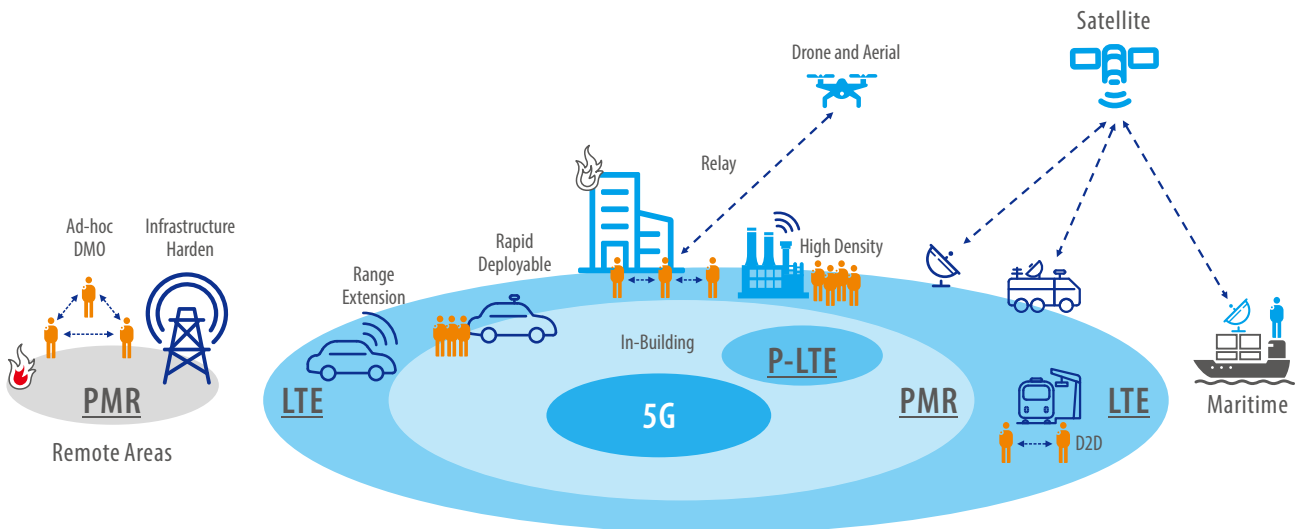 Satellite
Drone and Aerial
Relay
Ad-hoc
DMO
Infrastructure
Harden
Rapid
Deployable
High Density
Range
Extension
In-Building
P-LTE
PMR
LTE
5G
PMR
LTE
Maritime
D2D
Remote Areas